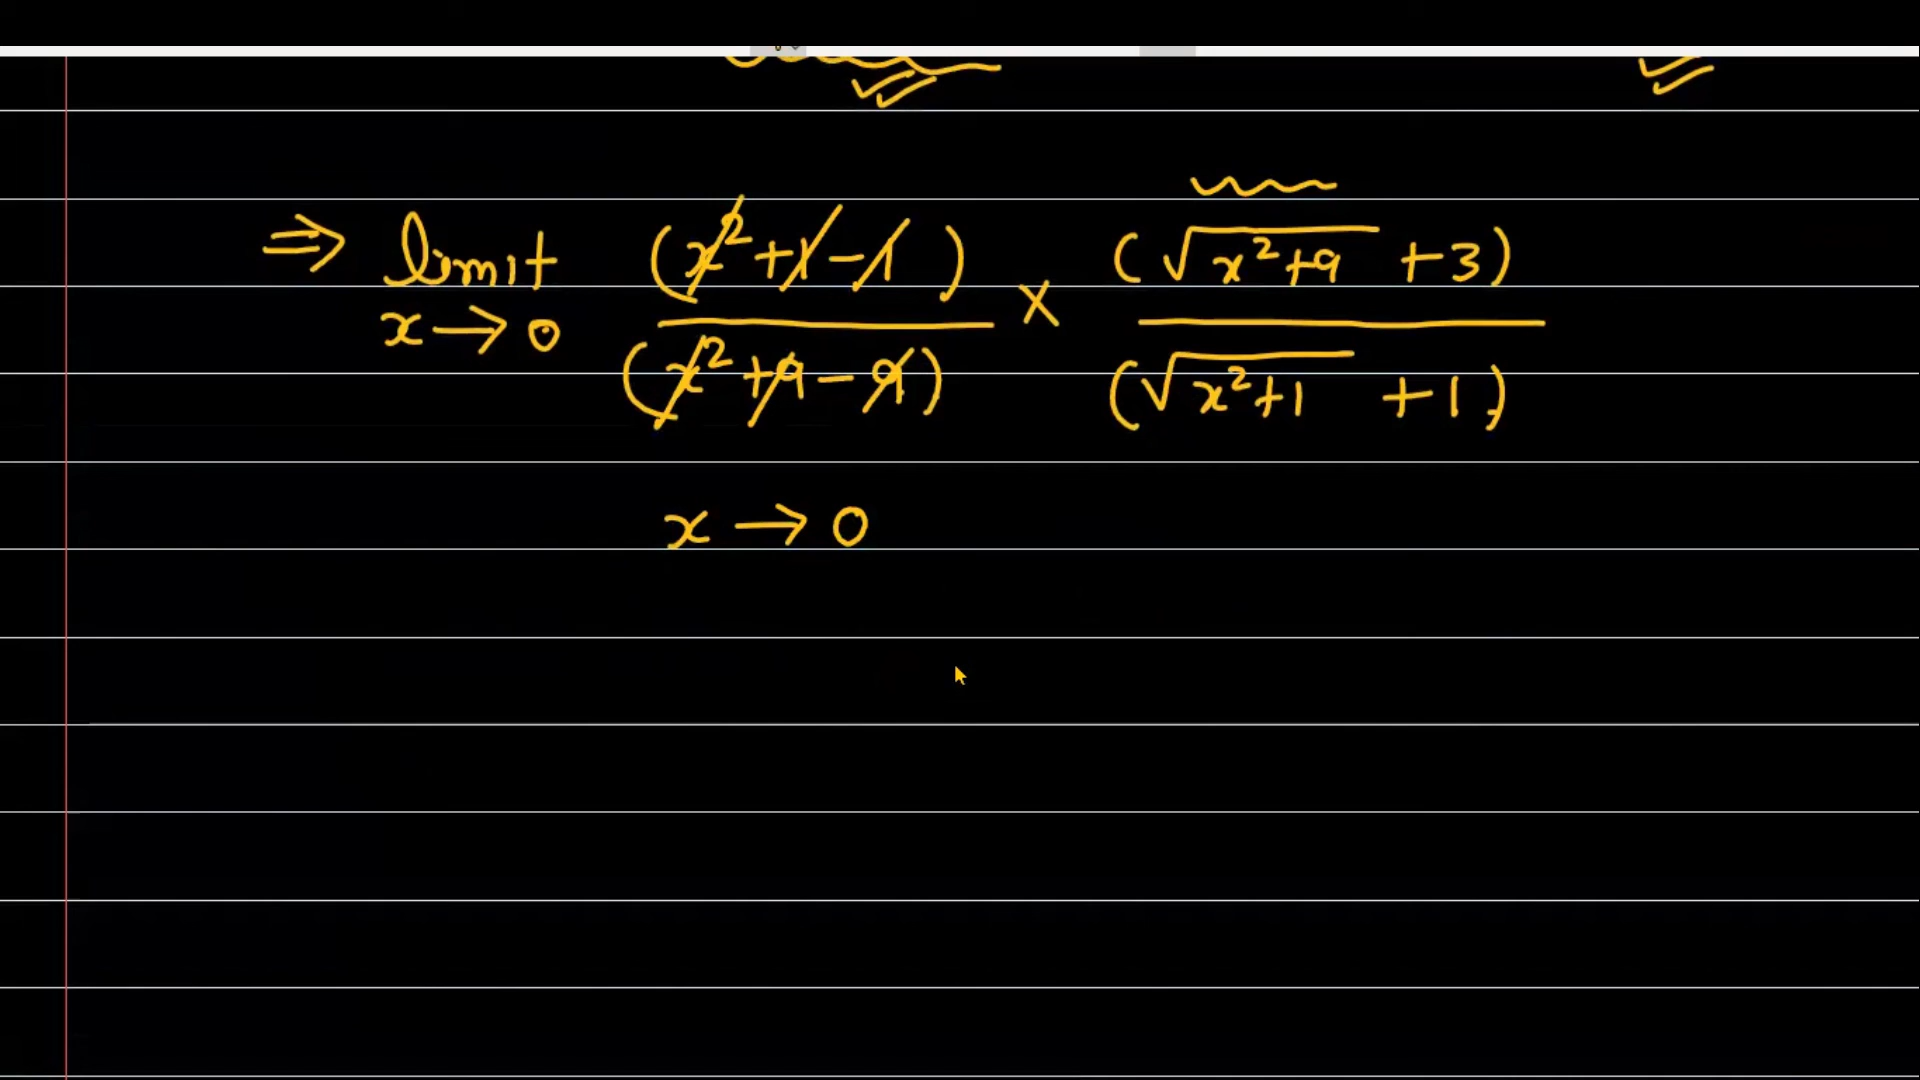 ⇒ limit x→0 (x²+1-1)/(x²+9-9) × (√(x²+9) +3)/(√(x²+1) +1)
x → 0